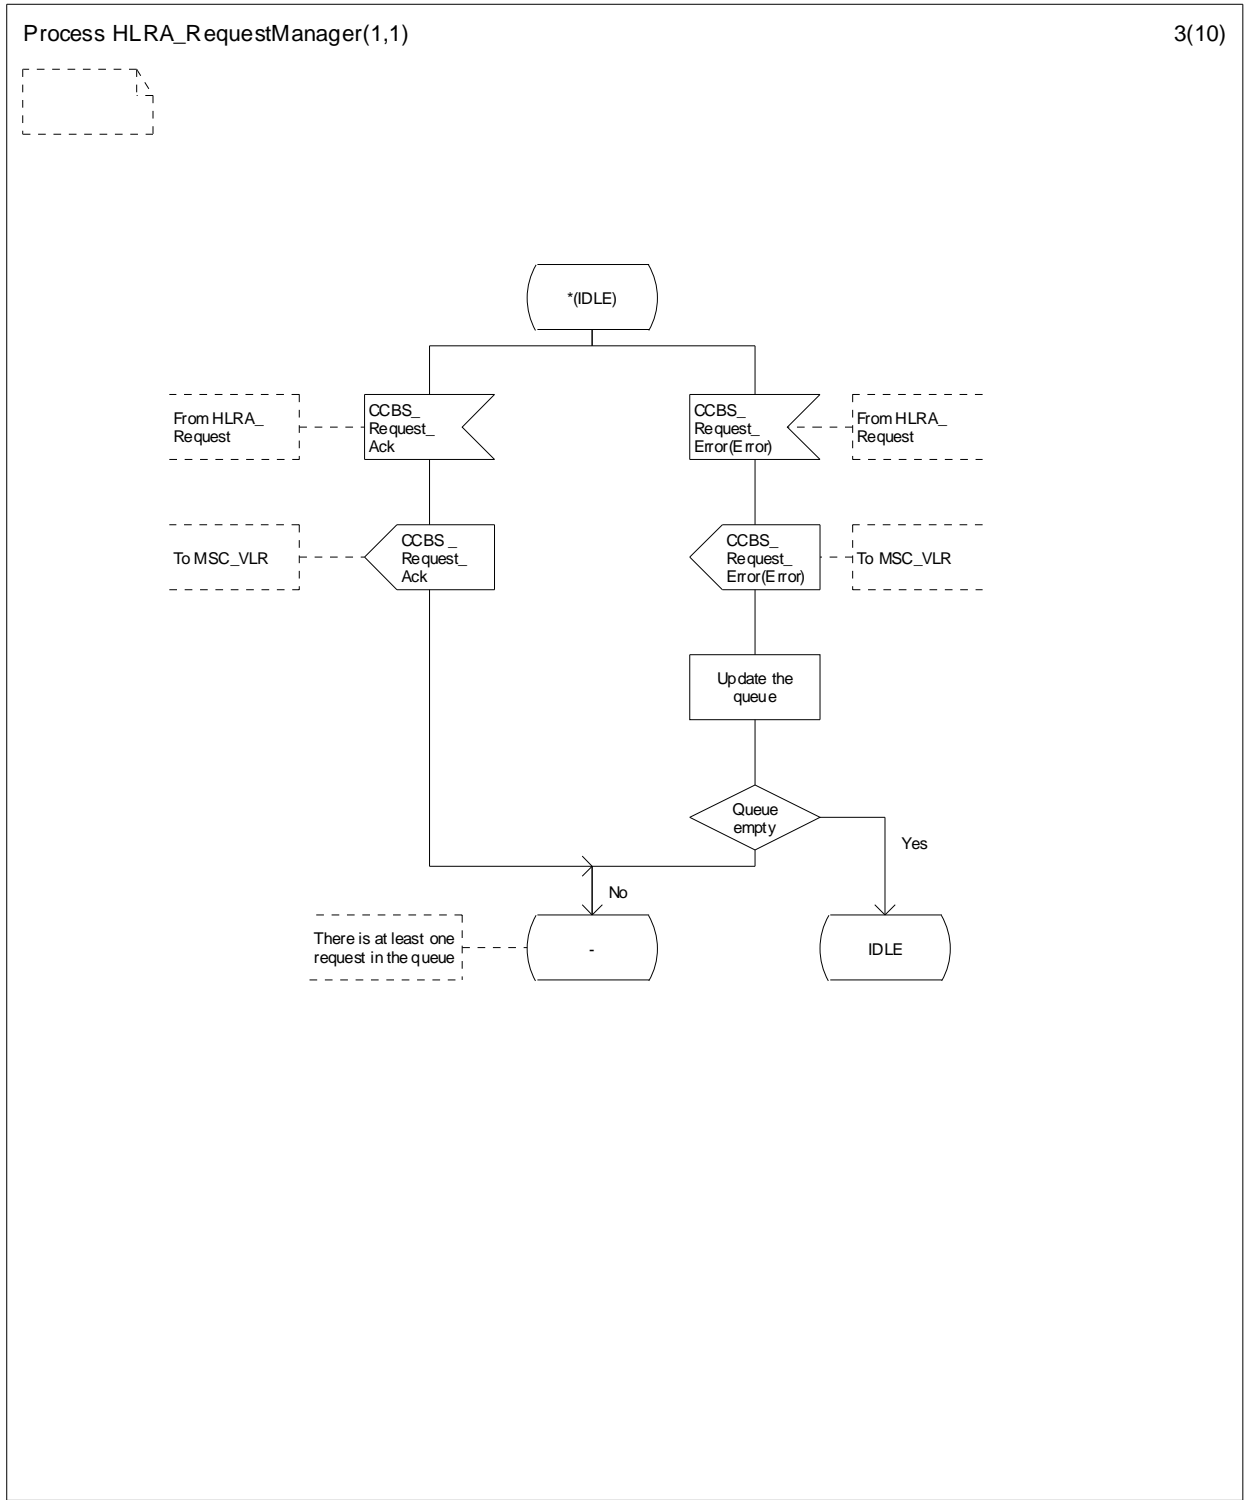 Process HLRA_RequestManager(1,1)
3(10)
*(IDLE)
From HLRA_
Request
CCBS_
Request_
Ack
CCBS_
Request_
Error(Error)
From HLRA_
Request
To MSC_VLR
CCBS_
Request_
Ack
CCBS_
Request_
Error(Error)
To MSC_VLR
Update the
queue
Queue
empty
Yes
No
There is at least one
request in the queue
-
IDLE